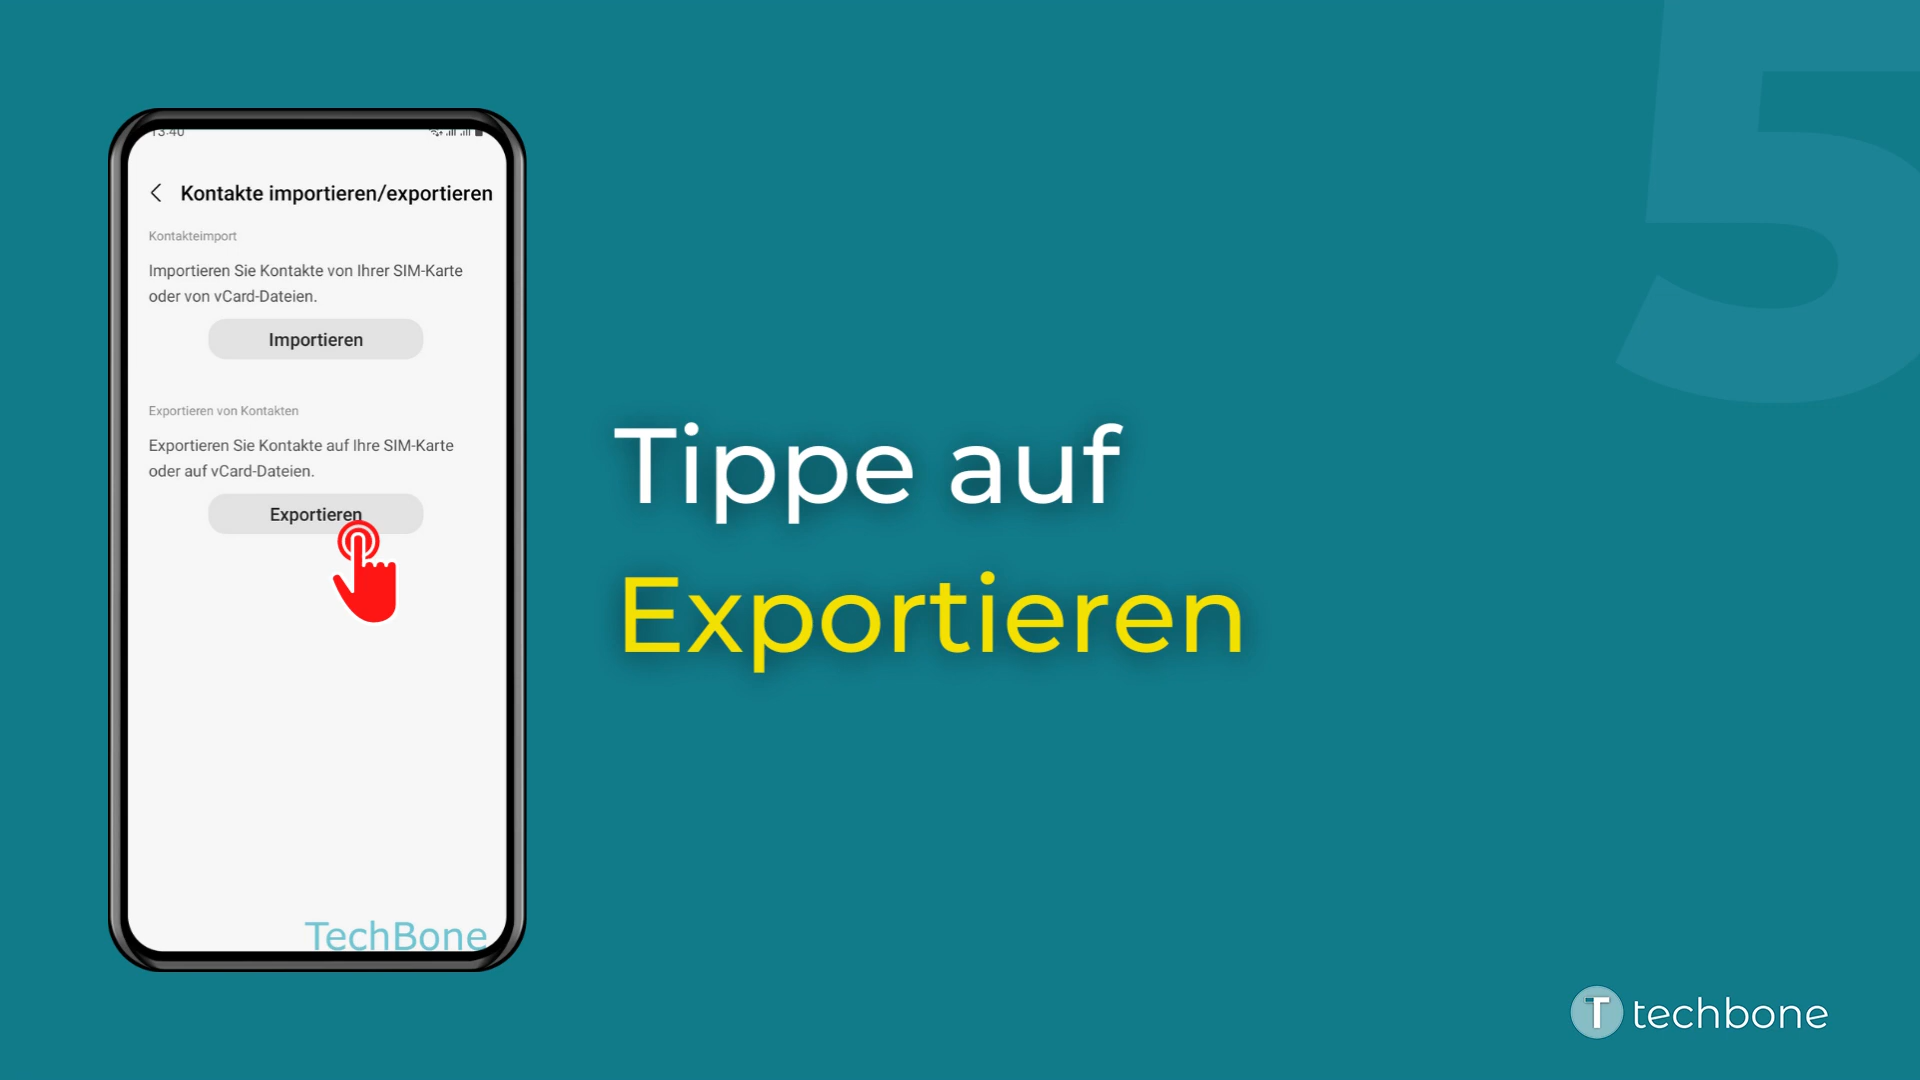 5
13:40
Kontakte importieren/exportieren
Kontakteimport
Importieren Sie Kontakte von Ihrer SIM-Karte
oder von vCard-Dateien.
Importieren
Exportieren von Kontakten
Exportieren Sie Kontakte auf Ihre SIM-Karte
oder auf vCard-Dateien.
Exportieren
TechBone
Tippe auf
Exportieren
T techbone